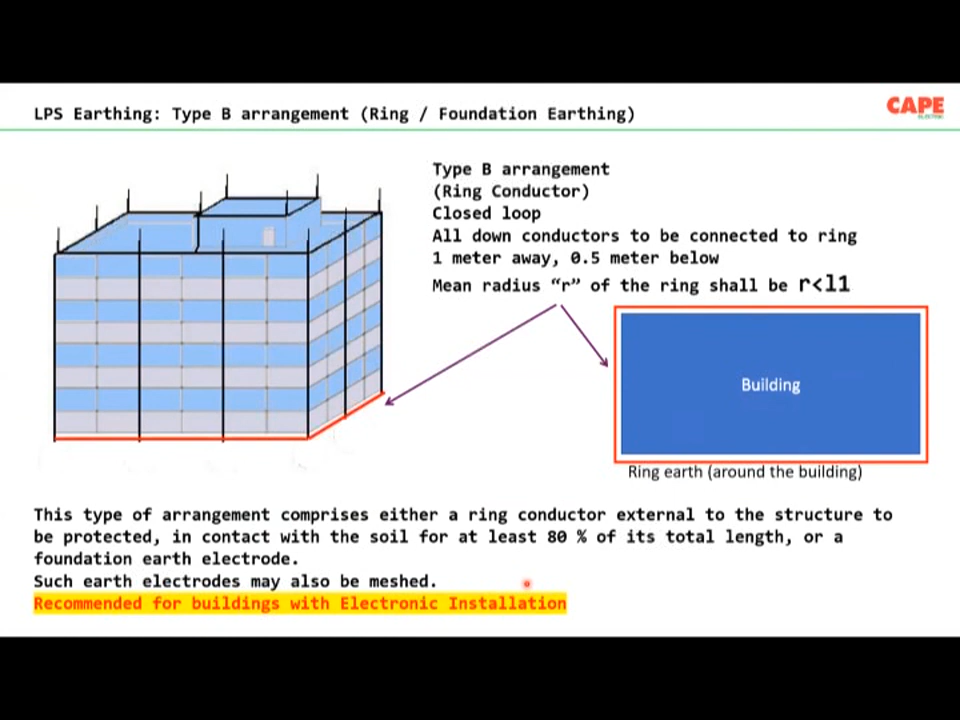 LPS Earthing: Type B arrangement (Ring / Foundation Earthing)
CAPE
ELECTRIC
Type B arrangement
(Ring Conductor)
Closed loop
All down conductors to be connected to ring
1 meter away, 0.5 meter below
Mean radius “r” of the ring shall be r<l1
Building
Ring earth (around the building)
This type of arrangement comprises either a ring conductor external to the structure to
be protected, in contact with the soil for at least 80 % of its total length, or a
foundation earth electrode.
Such earth electrodes may also be meshed.
Recommended for buildings with Electronic Installation